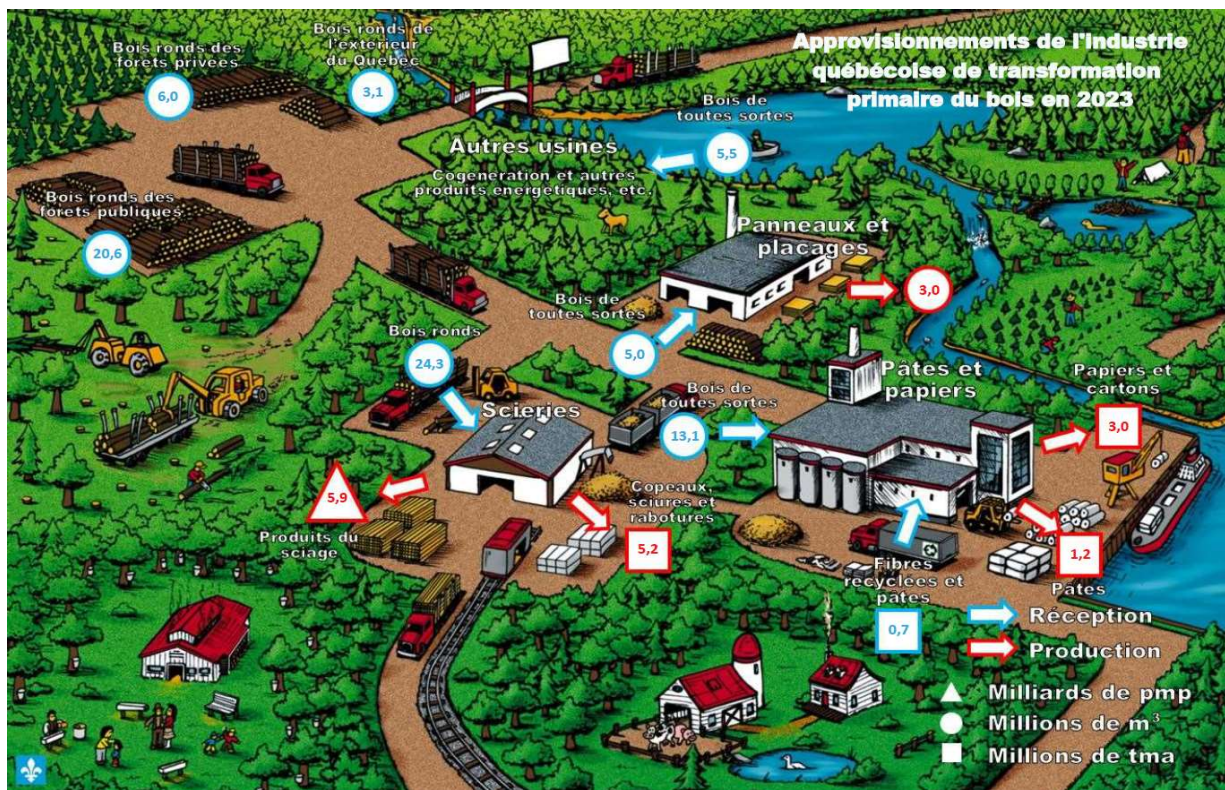 Approvisionnements de l'industrie
québécoise de transformation
primaire du bois en 2023
Bois ronds des
forêts privées
6,0
Bois ronds de
l'extérieur
du Québec
3,1
Bois de
toutes sortes
5,5
Autres usines
Cogénération et autres
produits énergétiques, etc.
Bois ronds des
forêts publiques
20,6
Panneaux et
placages
3,0
Bois de
toutes sortes
5,0
Bois ronds
24,3
Scieries
Bois de
toutes sortes
13,1
Pâtes et
papiers
Papiers et
cartons
3,0
5,9
Produits du
sciage
Copeaux,
sciures et
rabotures
5,2
Fibres
recyclées et
pâtes
0,7
1,2
Pâtes
Réception
Production
Milliards de pmp
Millions de m³
Millions de tma